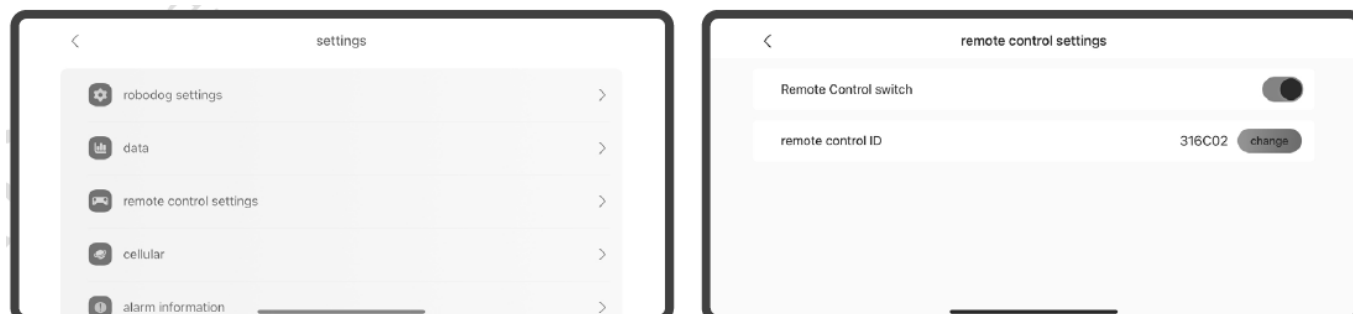 settings
robodog settings
data
remote control settings
cellular
alarm information
remote control settings
Remote Control switch
remote control ID 316C02 change